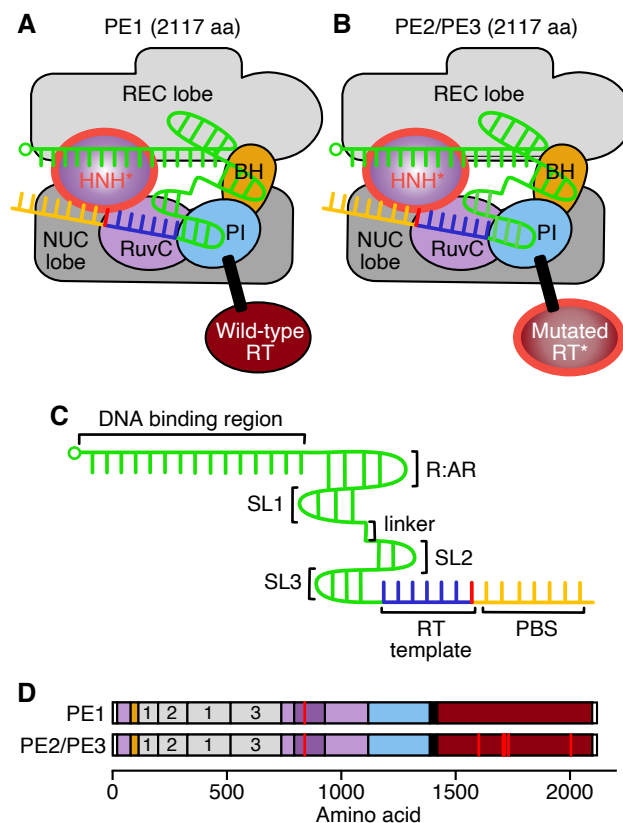 A
PE1 (2117 aa)
REC lobe
HNH*
BH
NUC
lobe
RuvC
PI
Wild-type
RT
B
PE2/PE3 (2117 aa)
REC lobe
HNH*
BH
NUC
lobe
RuvC
PI
Mutated
RT*
C
DNA binding region
R:AR
SL1
linker
SL2
SL3
RT
template
PBS
D
PE1
1 2 1 3
PE2/PE3
1 2 1 3
0 500 1000 1500 2000
Amino acid